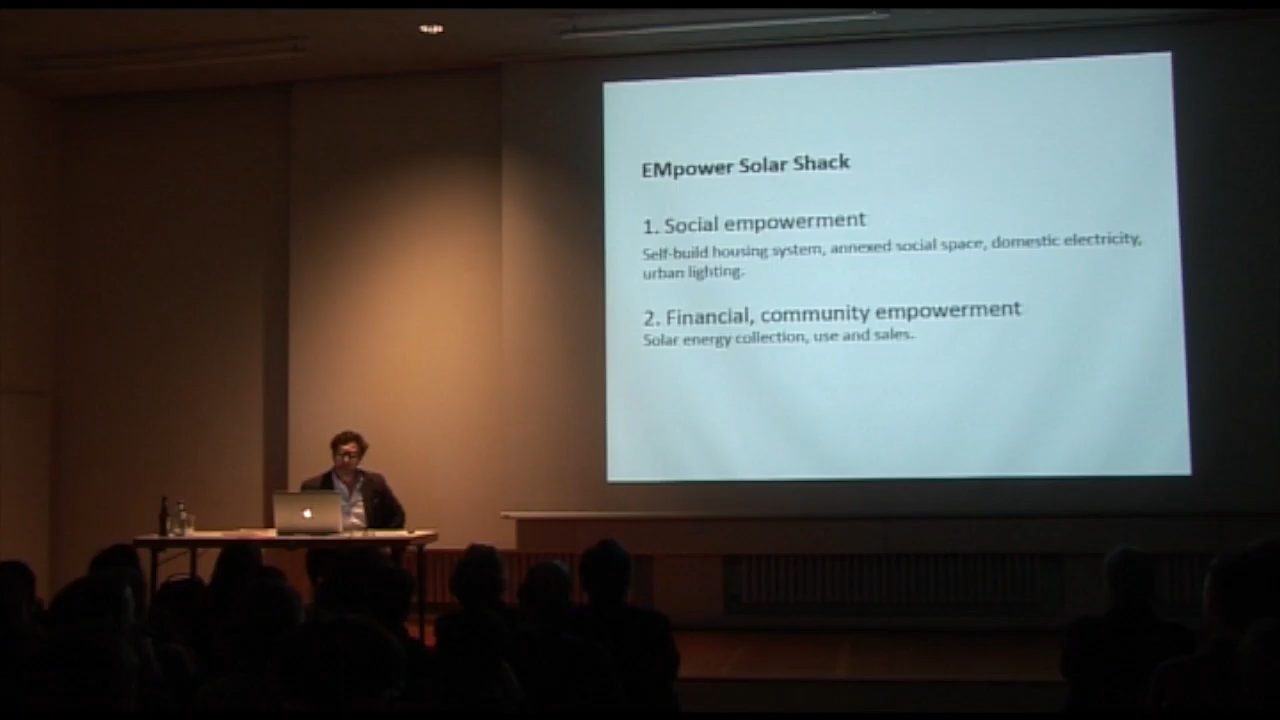 EMpower Solar Shack
1. Social empowerment
Self-build housing system, annexed social space, domestic electricity,
urban lighting.
2. Financial, community empowerment
Solar energy collection, use and sales.